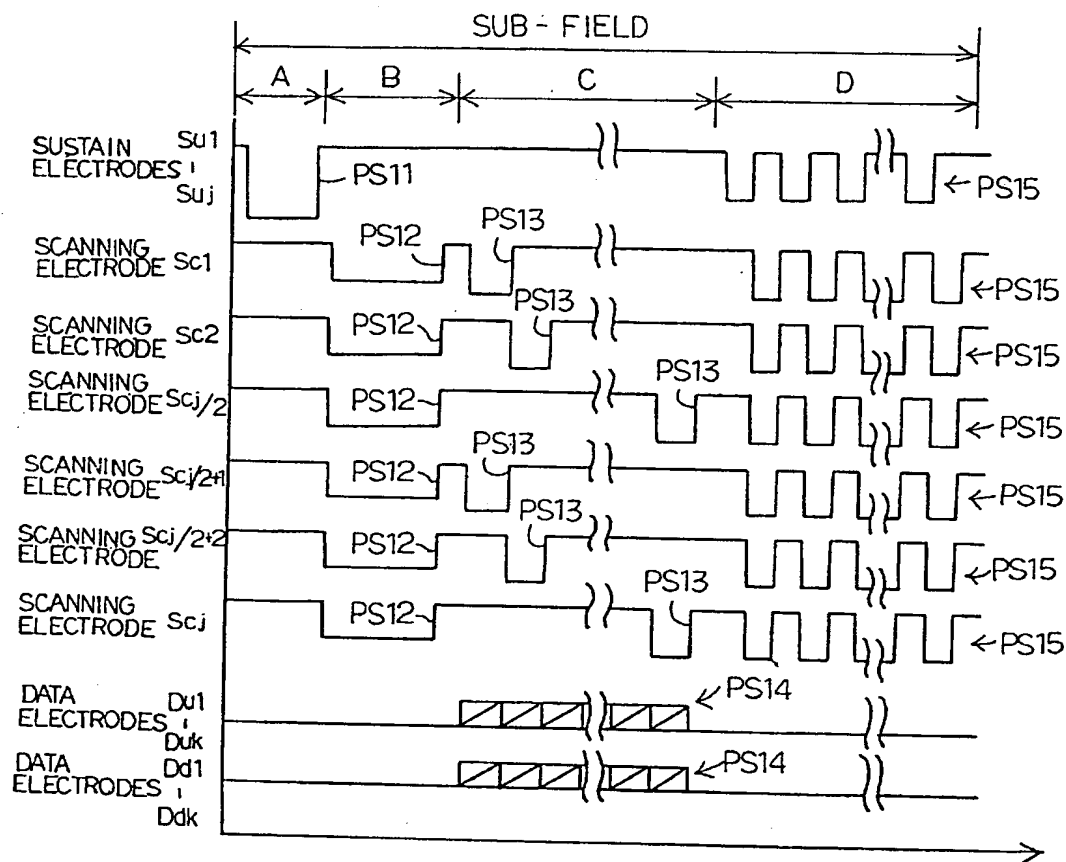 SUB-FIELD
A B C D
SUSTAIN ELECTRODES Su1 - Suj
PS11
PS15
SCANNING ELECTRODE Sc1
PS12 PS13
PS15
SCANNING ELECTRODE Sc2
PS12 PS13
PS15
SCANNING ELECTRODE Scj/2
PS12 PS13
PS15
SCANNING ELECTRODE Scj/2+1
PS12 PS13
PS15
SCANNING ELECTRODE Scj/2+2
PS12 PS13
PS15
SCANNING ELECTRODE Scj
PS12 PS13
PS15
DATA ELECTRODES Du1 - Duk
PS14
DATA ELECTRODES Dd1 - Ddk
PS14